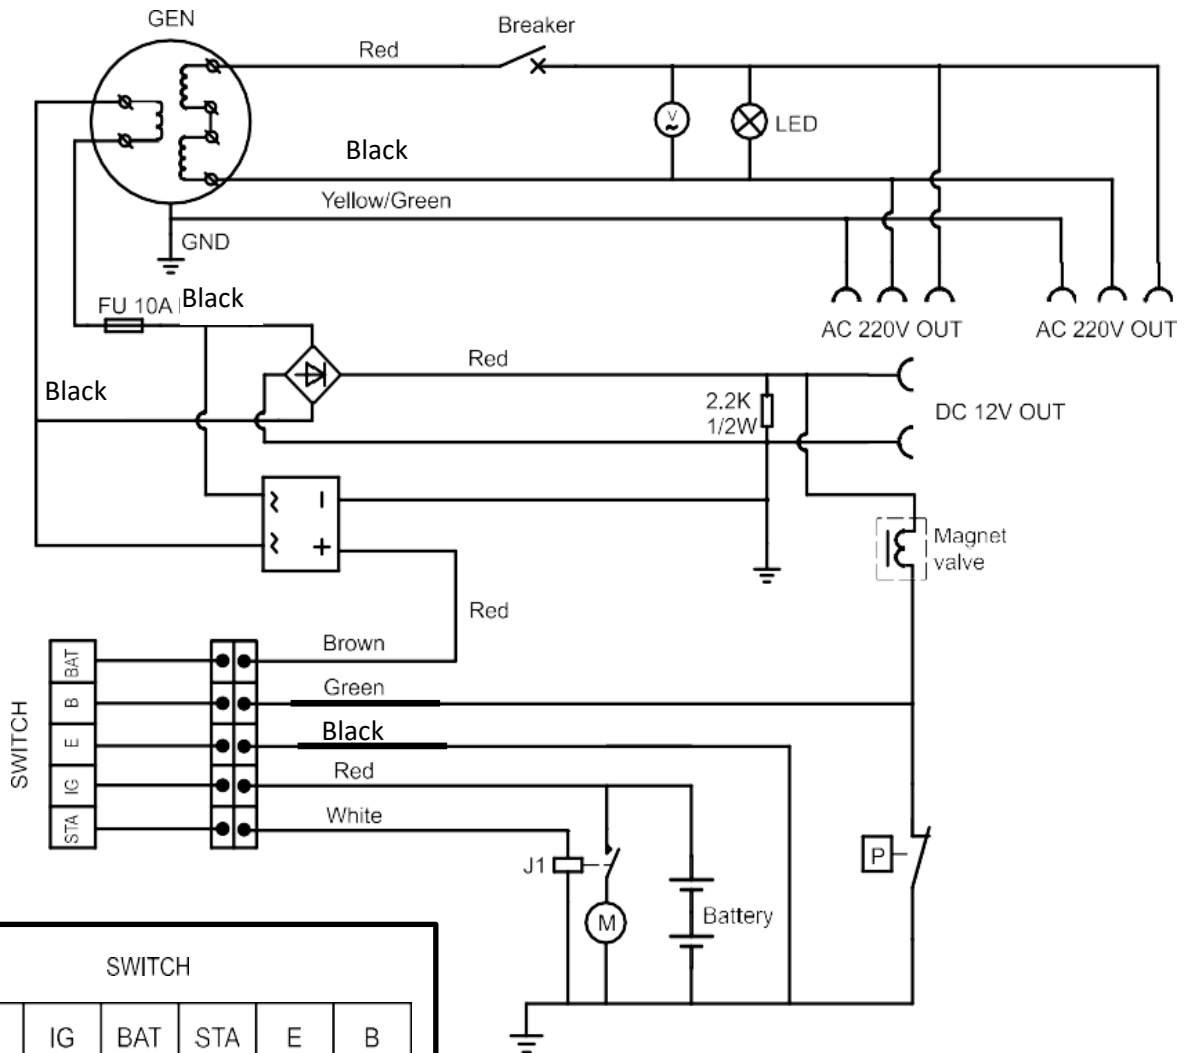 GEN
Breaker
Red
V
LED
Black
Yellow/Green
GND
FU 10A
Black
AC 220V OUT
AC 220V OUT
Red
Black
2.2K
1/2W
DC 12V OUT
Magnet
valve
Red
SWITCH
BAT
B
E
IG
STA
Brown
Green
Black
Red
White
J1
M
Battery
P
SWITCH
IG
BAT
STA
E
B